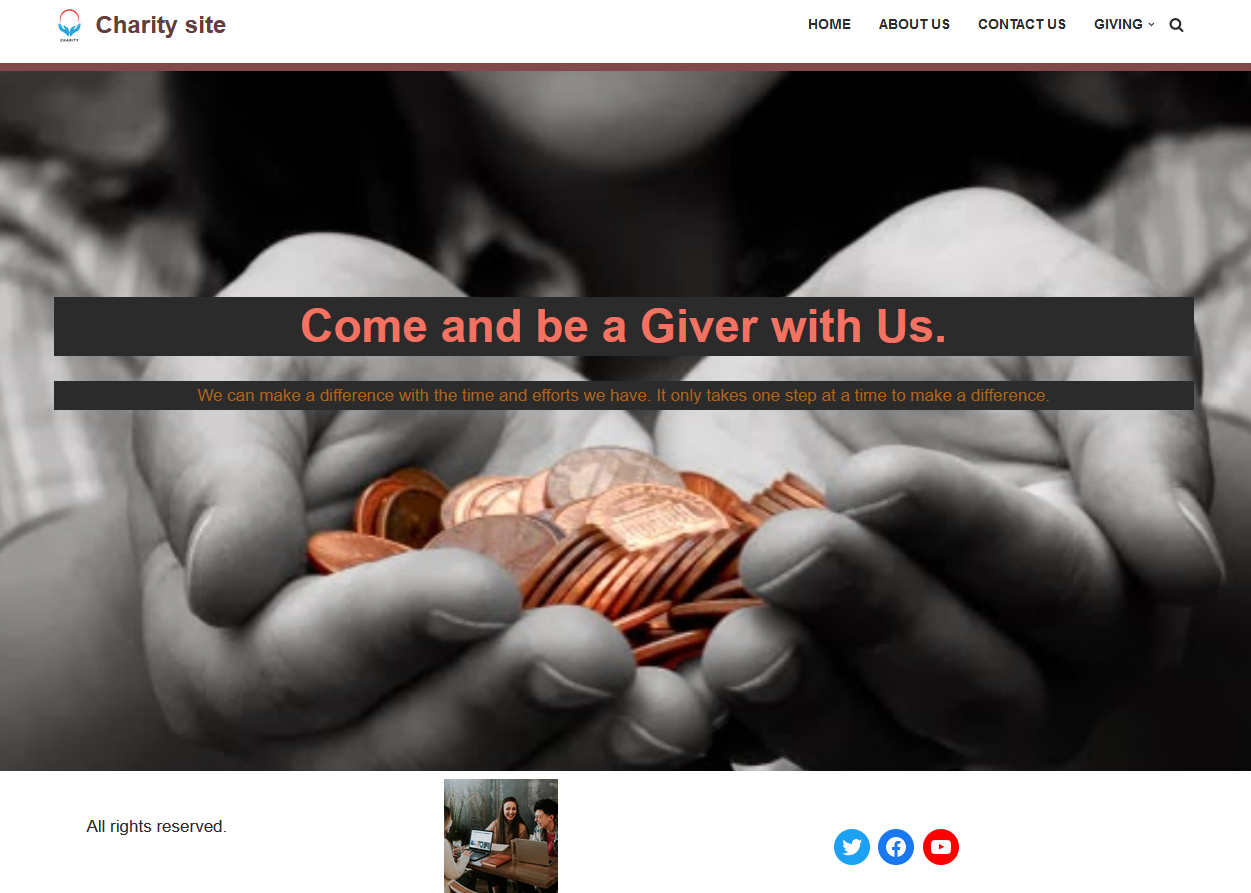 CHARITY
Charity site
HOME
ABOUT US
CONTACT US
GIVING
Come and be a Giver with Us.
We can make a difference with the time and efforts we have. It only takes one step at a time to make a difference.
All rights reserved.